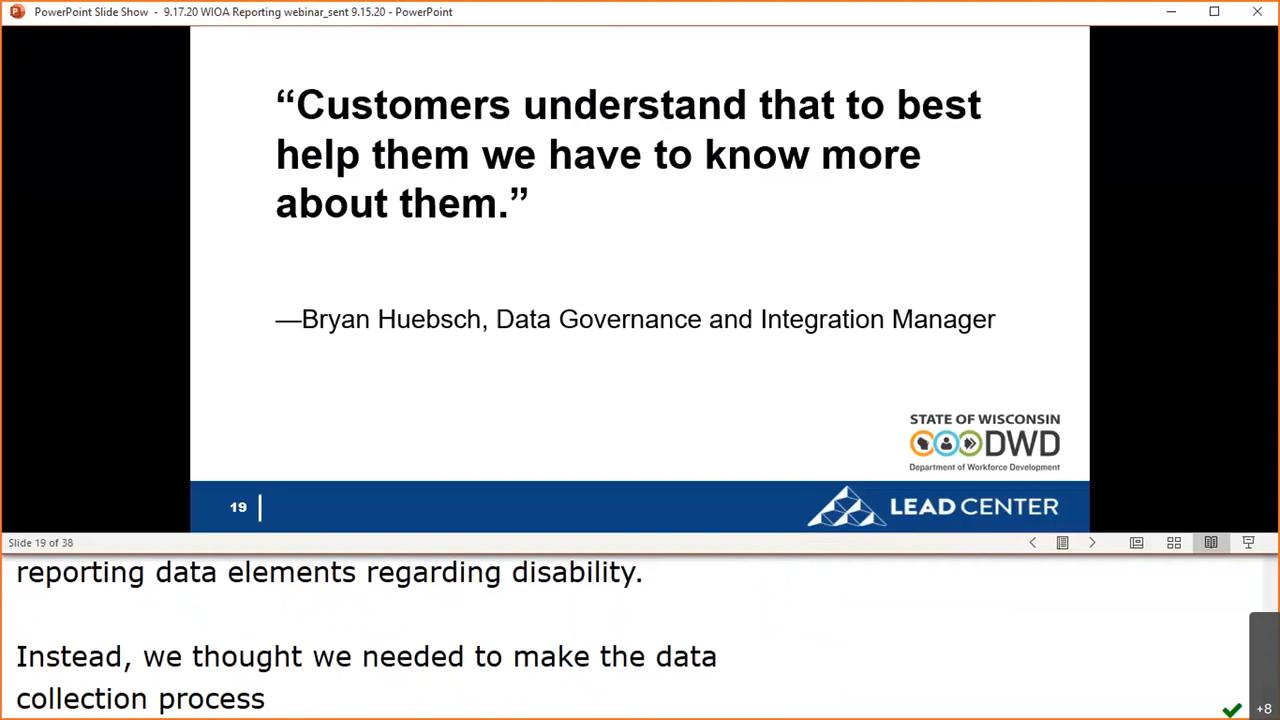 PowerPoint Slide Show - 9.17.20 WIOA Reporting webinar_sent 9.15.20 - PowerPoint
“Customers understand that to best
help them we have to know more
about them.”
—Bryan Huebsch, Data Governance and Integration Manager
STATE OF WISCONSIN
DWD
Department of Workforce Development
19
LEAD CENTER
Slide 19 of 38
reporting data elements regarding disability.
Instead, we thought we needed to make the data
collection process
+8